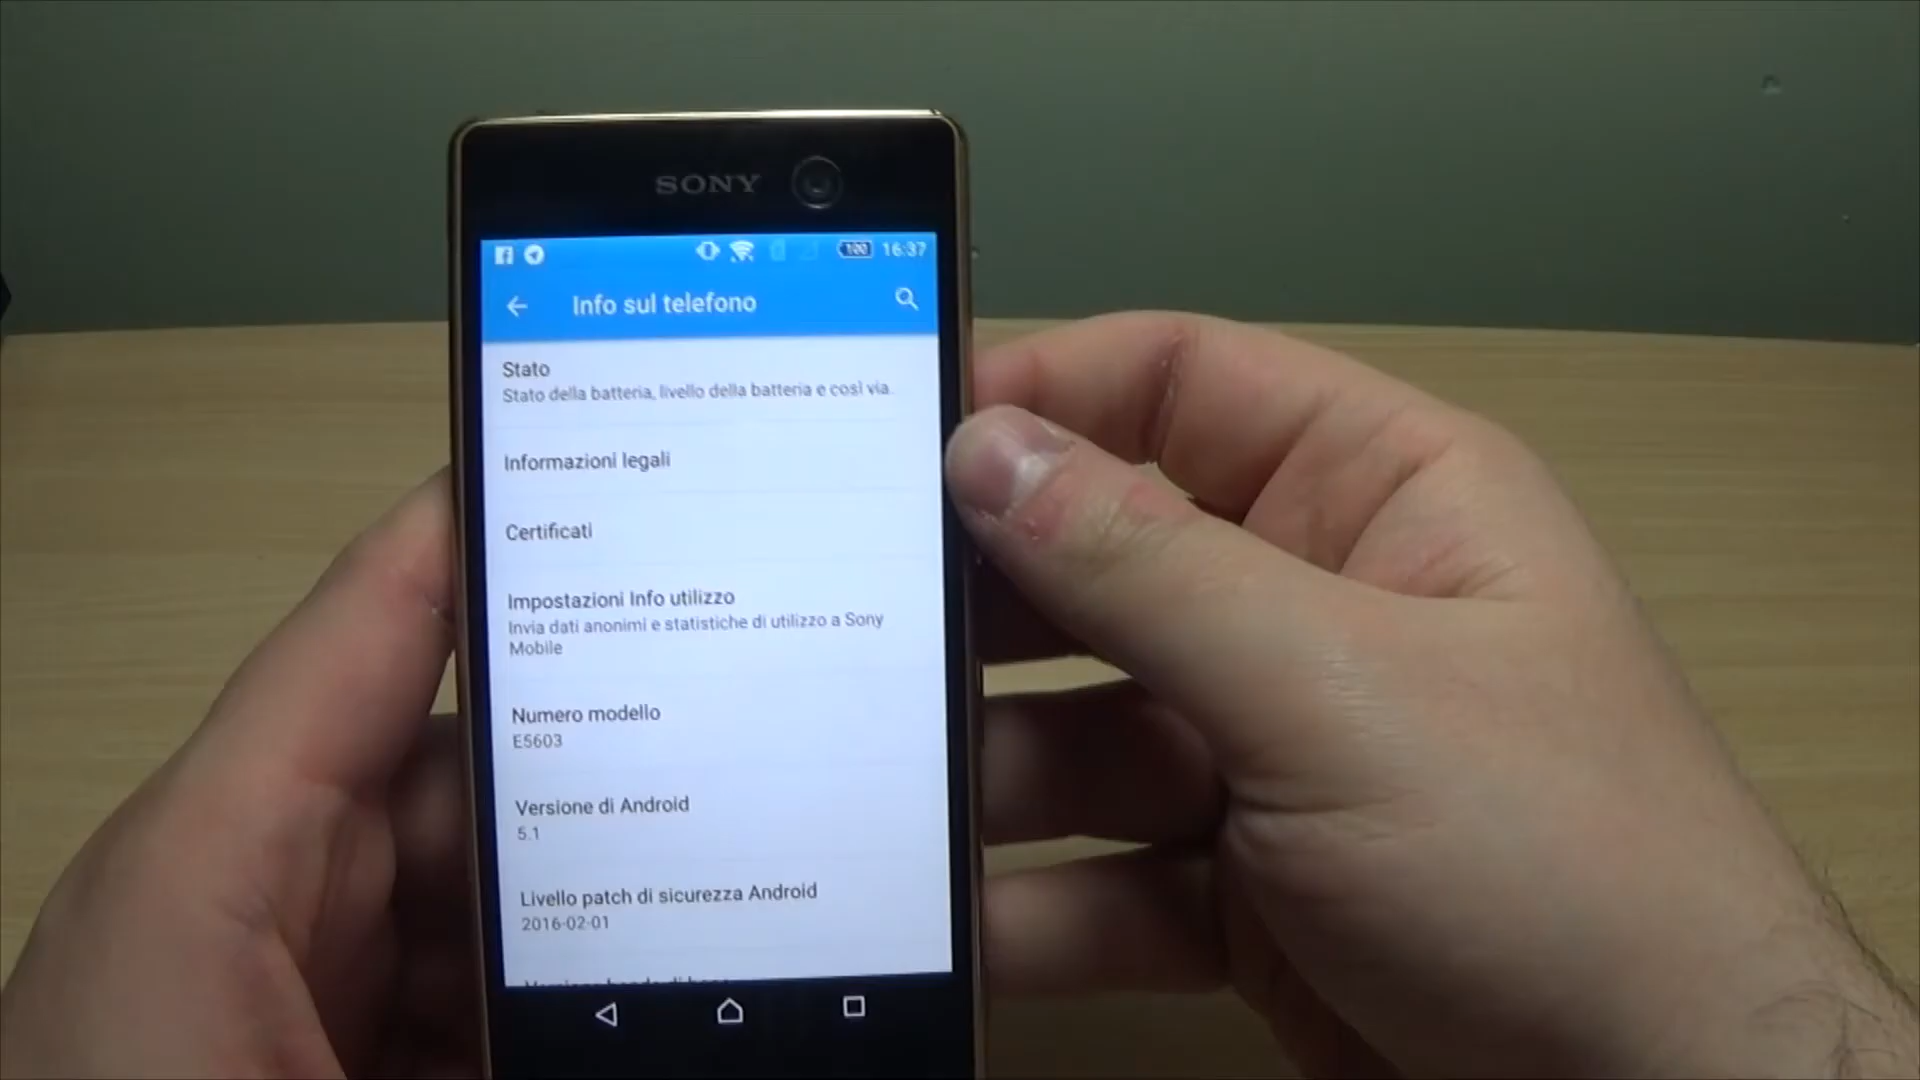 SONY
100 16:37
Info sul telefono
Stato
Stato della batteria, livello della batteria e così via.
Informazioni legali
Certificati
Impostazioni Info utilizzo
Invia dati anonimi e statistiche di utilizzo a Sony
Mobile
Numero modello
E5603
Versione di Android
5.1
Livello patch di sicurezza Android
2016-02-01